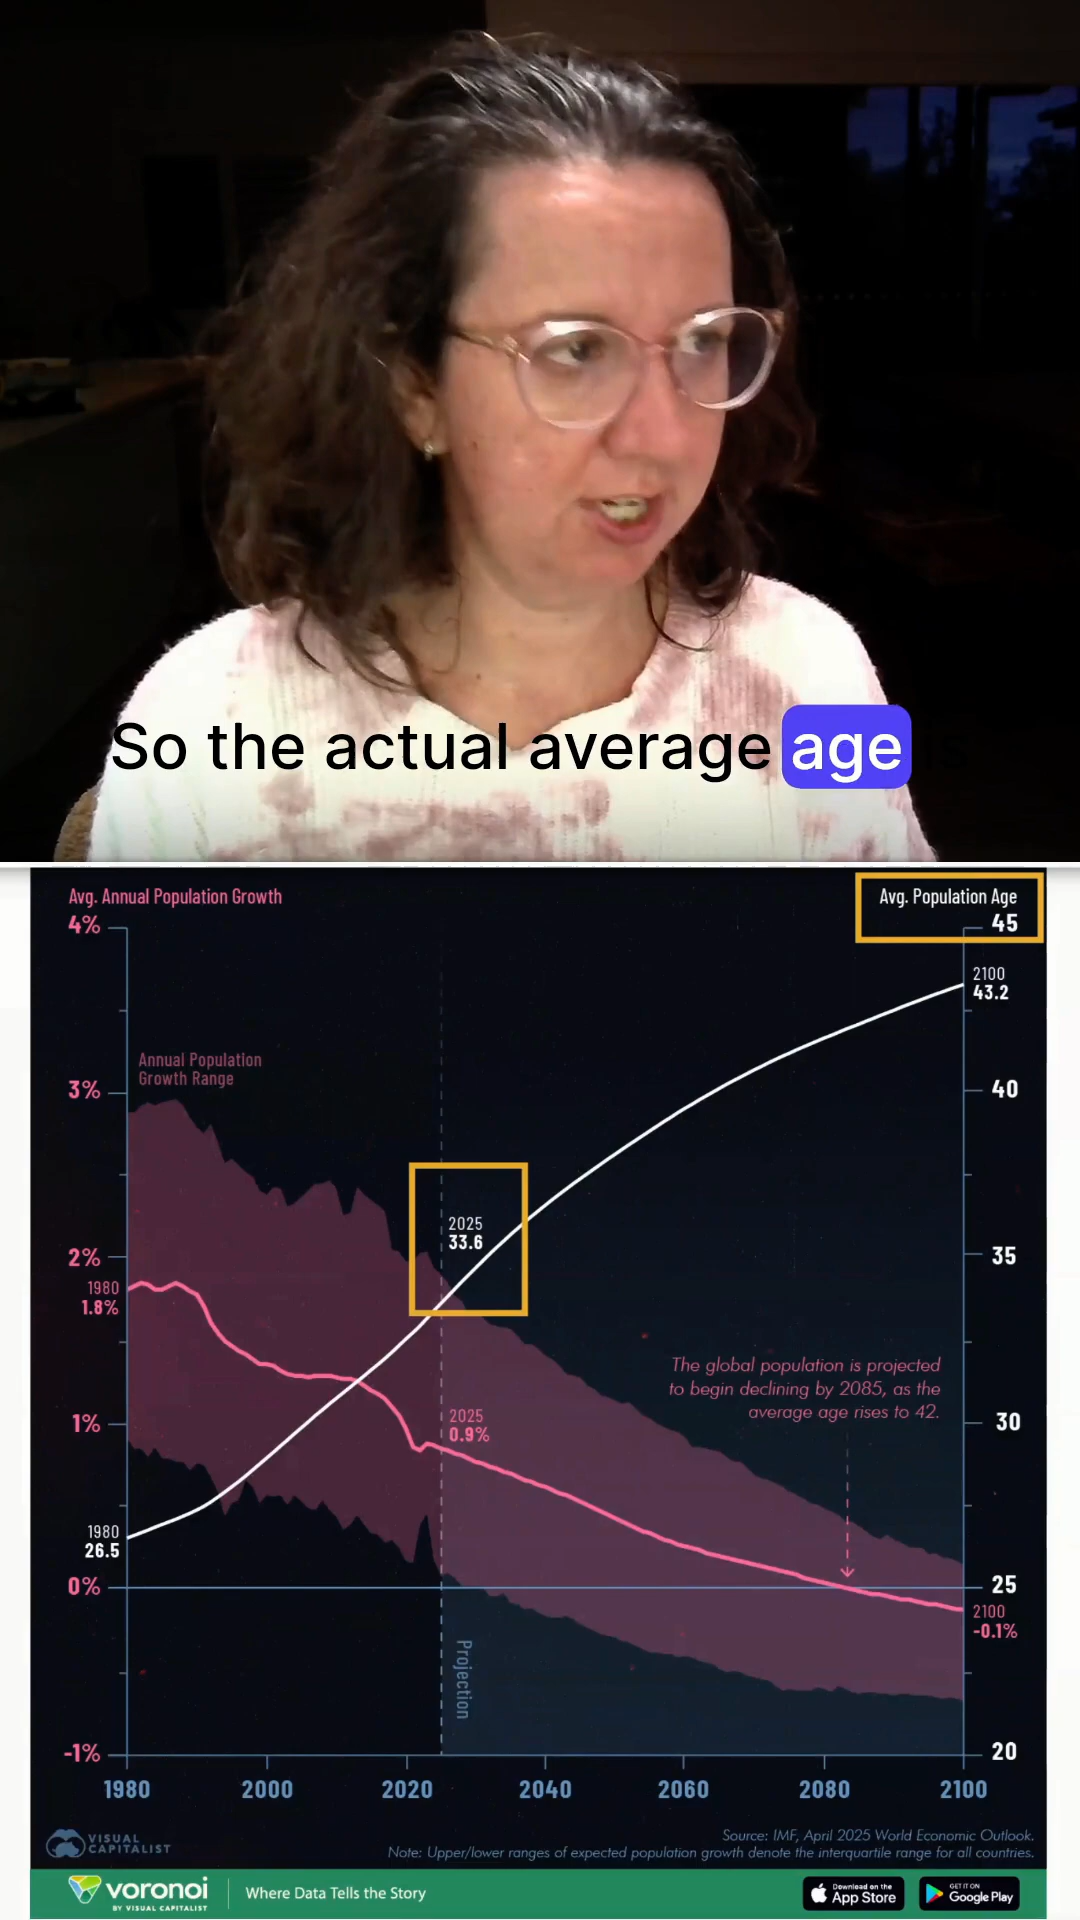 So the actual average age is
Avg. Annual Population Growth
Avg. Population Age
4%
45
2100
43.2
Annual Population
Growth Range
3%
40
2025
33.6
2%
35
1980
1.8%
The global population is projected
to begin declining by 2085, as the
average age rises to 42.
2025
0.9%
1%
30
1980
26.5
0%
25
2100
-0.1%
Projection
-1%
20
1980
2000
2020
2040
2060
2080
2100
VISUAL
CAPITALIST
Source: IMF, April 2025 World Economic Outlook.
Note: Upper/lower ranges of expected population growth denote the interquartile range for all countries.
voronoi
BY VISUAL CAPITALIST
Where Data Tells the Story
Download on the
App Store
GET IT ON
Google Play